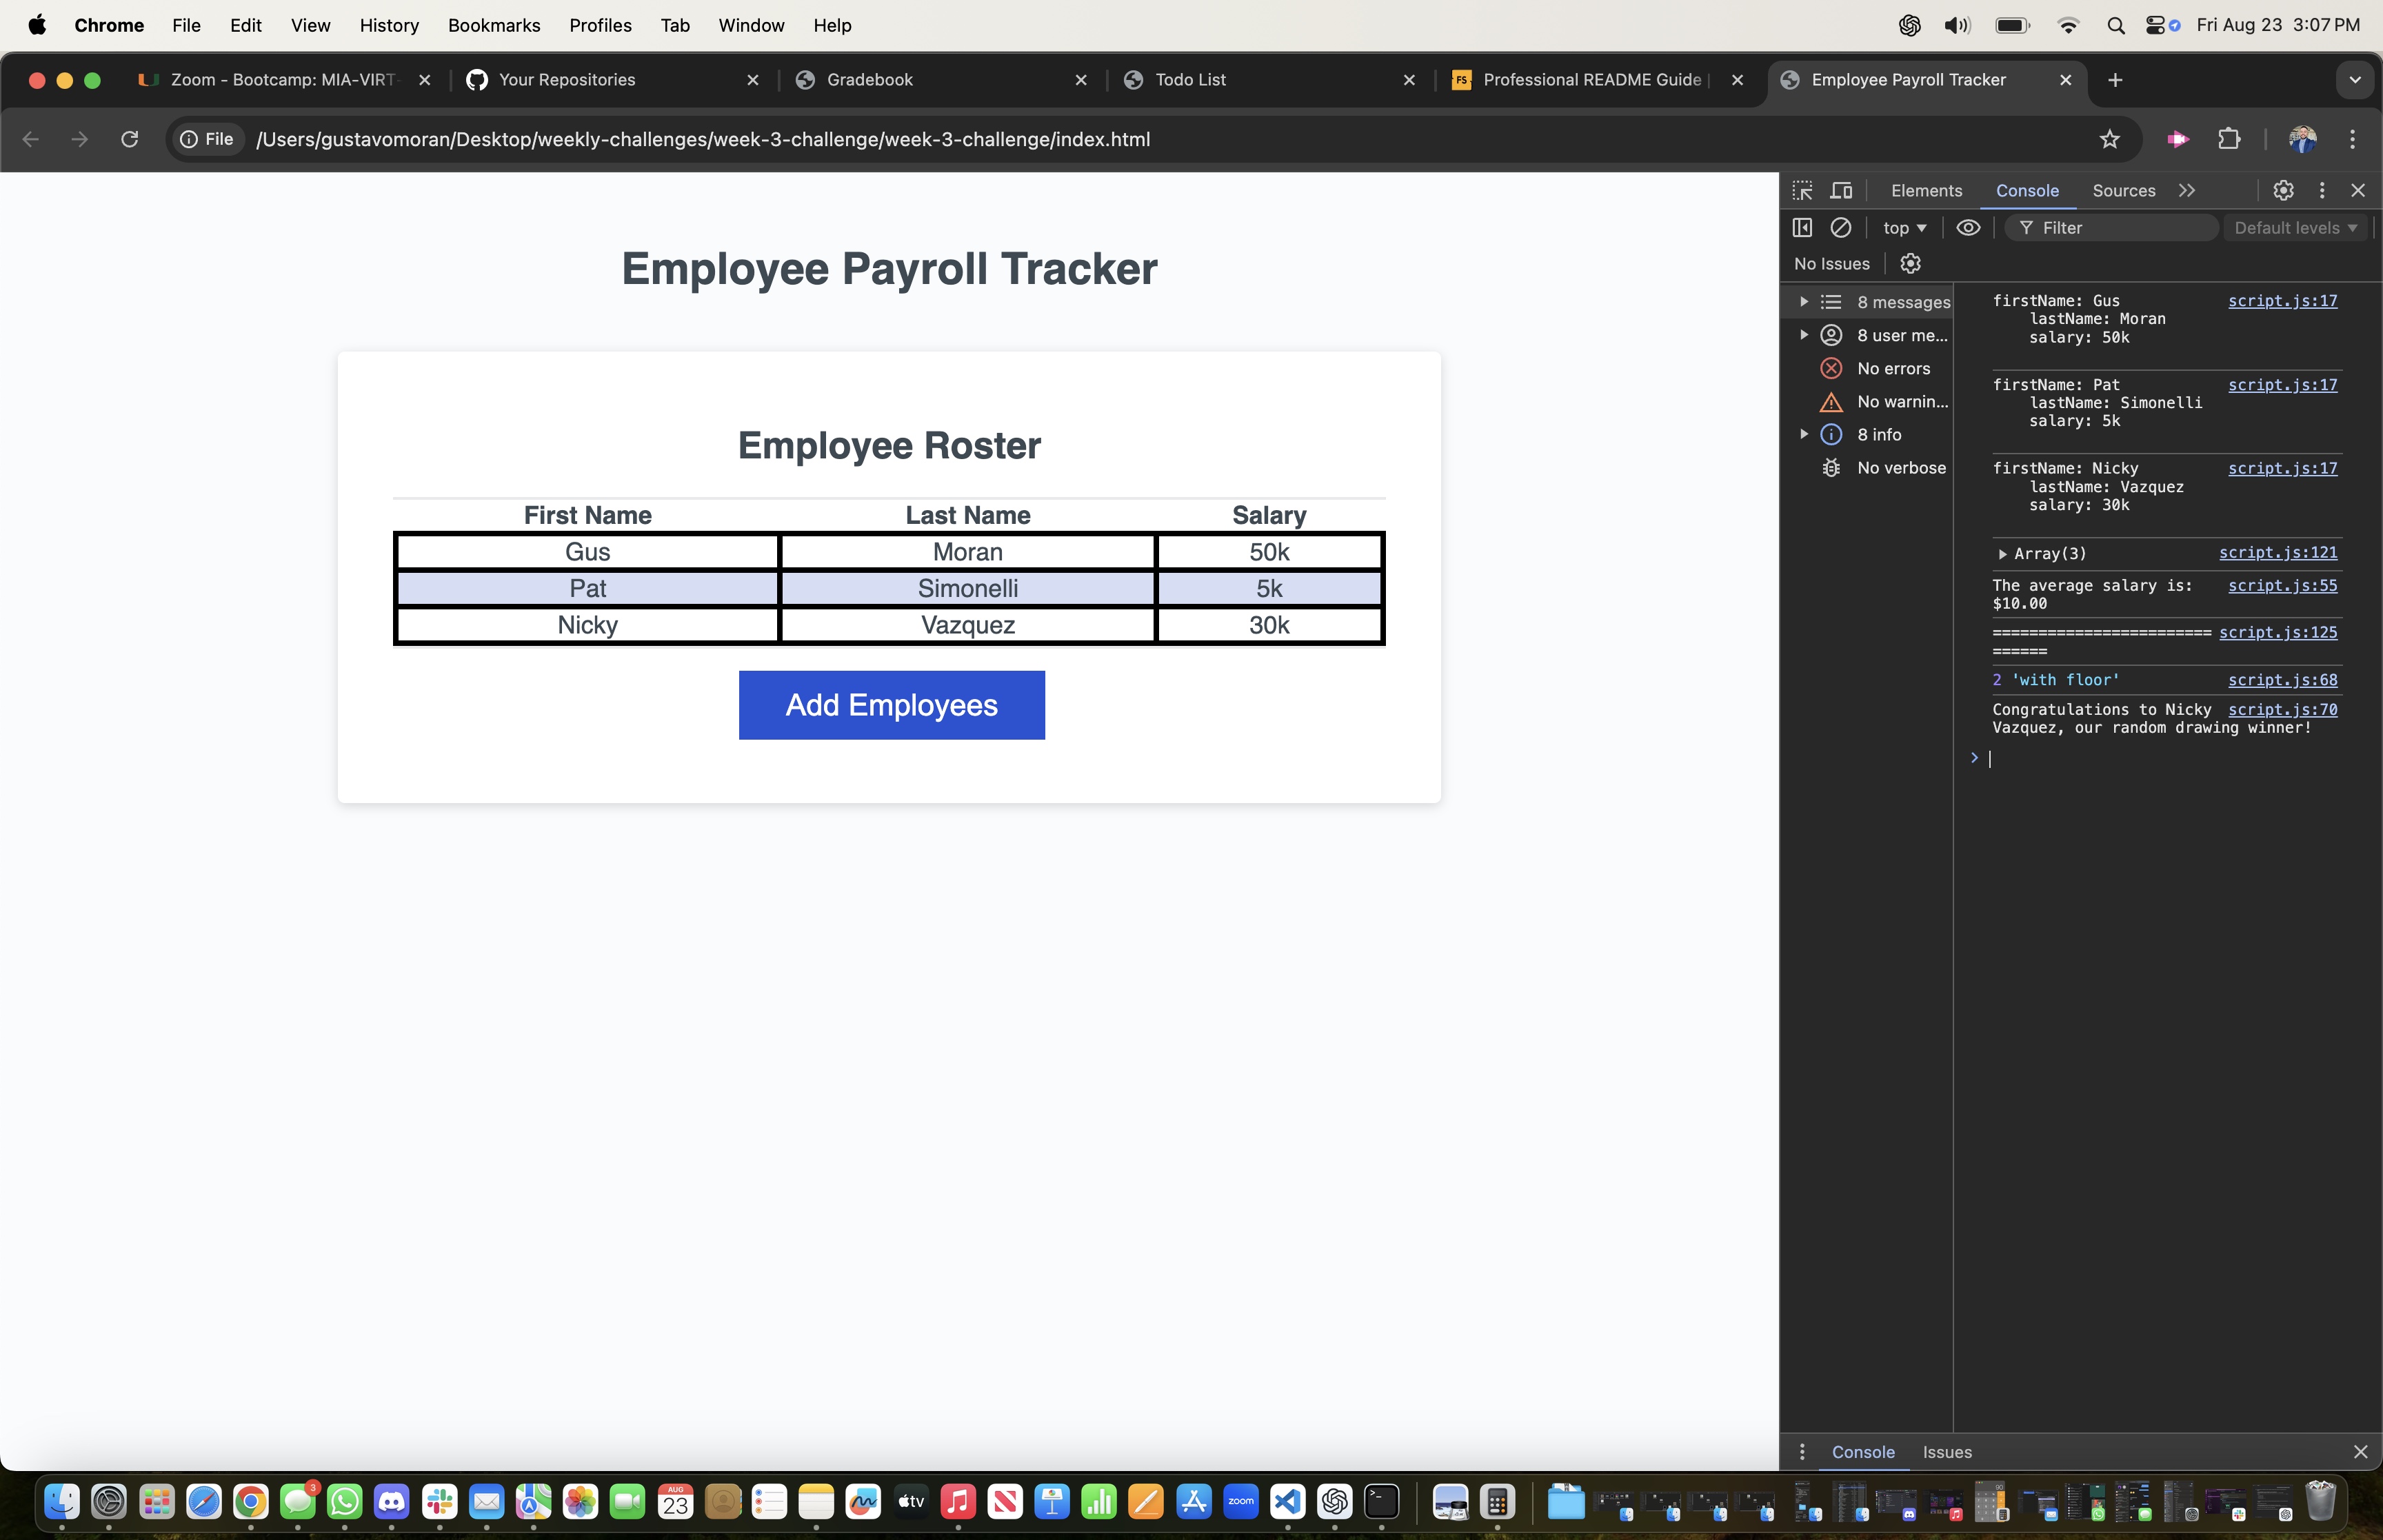 Chrome File Edit View History Bookmarks Profiles Tab Window Help Fri Aug 23 3:07 PM
Zoom - Bootcamp: MIA-VIRT- Your Repositories Gradebook Todo List FS Professional README Guide Employee Payroll Tracker
File /Users/gustavomoran/Desktop/weekly-challenges/week-3-challenge/week-3-challenge/index.html
Employee Payroll Tracker
Employee Roster
First Name Last Name Salary
Gus Moran 50k
Pat Simonelli 5k
Nicky Vazquez 30k
Add Employees
Elements Console Sources
top Filter Default levels
No Issues
8 messages
8 user me...
No errors
No warnin...
8 info
No verbose
firstName: Gus script.js:17
lastName: Moran
salary: 50k
firstName: Pat script.js:17
lastName: Simonelli
salary: 5k
firstName: Nicky script.js:17
lastName: Vazquez
salary: 30k
Array(3) script.js:121
The average salary is: script.js:55
$10.00
======================== script.js:125
======
2 'with floor' script.js:68
Congratulations to Nicky script.js:70
Vazquez, our random drawing winner!
Console Issues
3 AUG 23 tv zoom